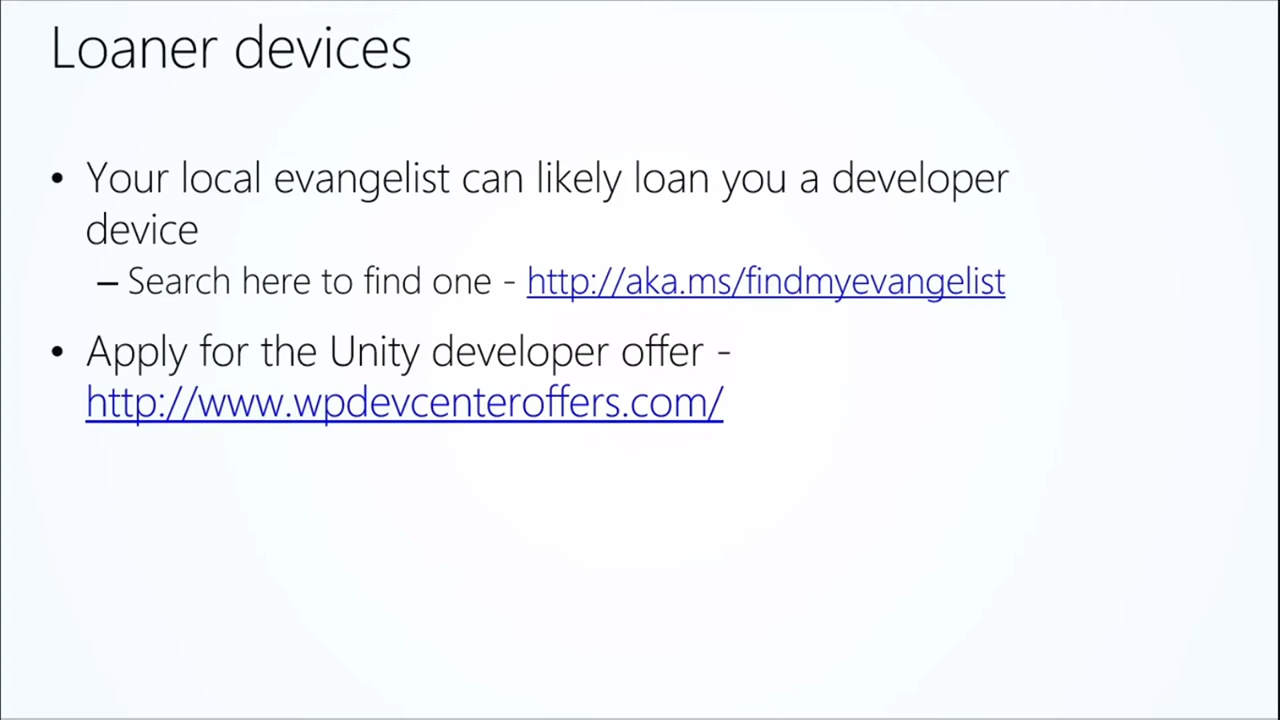 Loaner devices
• Your local evangelist can likely loan you a developer
device
– Search here to find one - http://aka.ms/findmyevangelist
• Apply for the Unity developer offer -
http://www.wpdevcenteroffers.com/